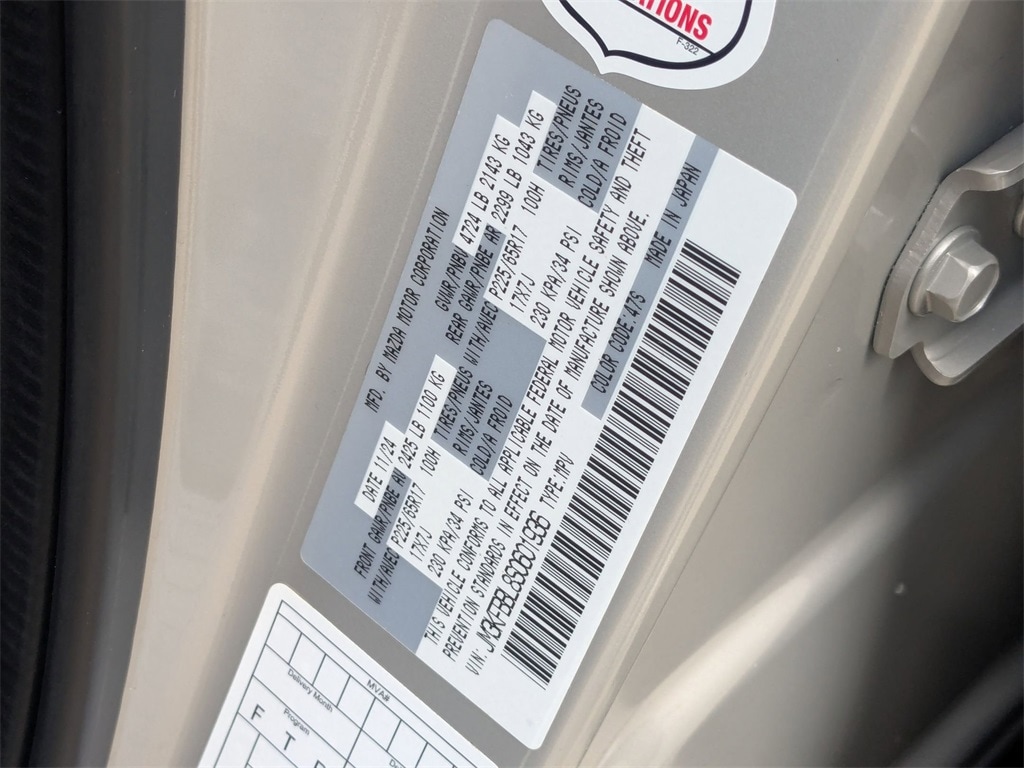 ATIONS
F-322
MFD. BY MAZDA MOTOR CORPORATION
DATE 11/24 GVWR/PNBV 4724 LB 2143 KG
FRONT GAWR/PNBE AV 2425 LB 1100 KG REAR GAWR/PNBE AR 2299 LB 1043 KG
WITH/AVEC P225/65R17 100H TIRES/PNEUS WITH/AVEC P225/65R17 100H TIRES/PNEUS
17X7J RIMS/JANTES 17X7J RIMS/JANTES
230 KPA/34 PSI COLD/A FROID 230 KPA/34 PSI COLD/A FROID
THIS VEHICLE CONFORMS TO ALL APPLICABLE FEDERAL MOTOR VEHICLE SAFETY AND THEFT
PREVENTION STANDARDS IN EFFECT ON THE DATE OF MANUFACTURE SHOWN ABOVE.
VIN: JM3KFBBL8S0601936 TYPE:MPV COLOR CODE:47S MADE IN JAPAN
MVA#
Delivery Month
Program
F
T